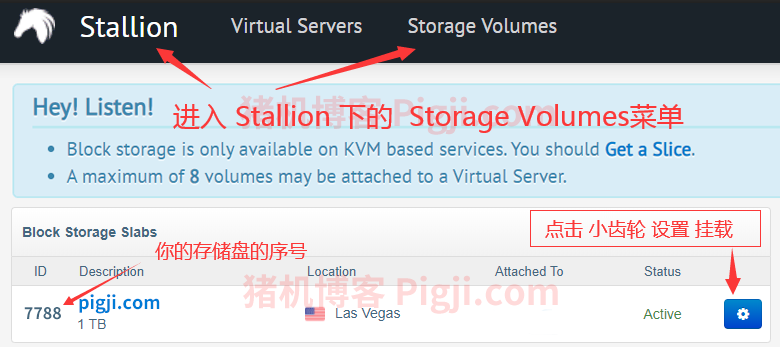 Stallion Virtual Servers Storage Volumes
Hey! Listen!
猪机博客 Pigji.com
进入 Stallion 下的 Storage Volumes菜单
Block storage is only available on KVM based services. You should Get a Slice.
A maximum of 8 volumes may be attached to a Virtual Server.
Block Storage Slabs
你的存储盘的序号
点击 小齿轮 设置 挂载
ID Description Location Attached To Status
7788 pigji.com Las Vegas Active
1 TB
猪机博客 Pigji.com